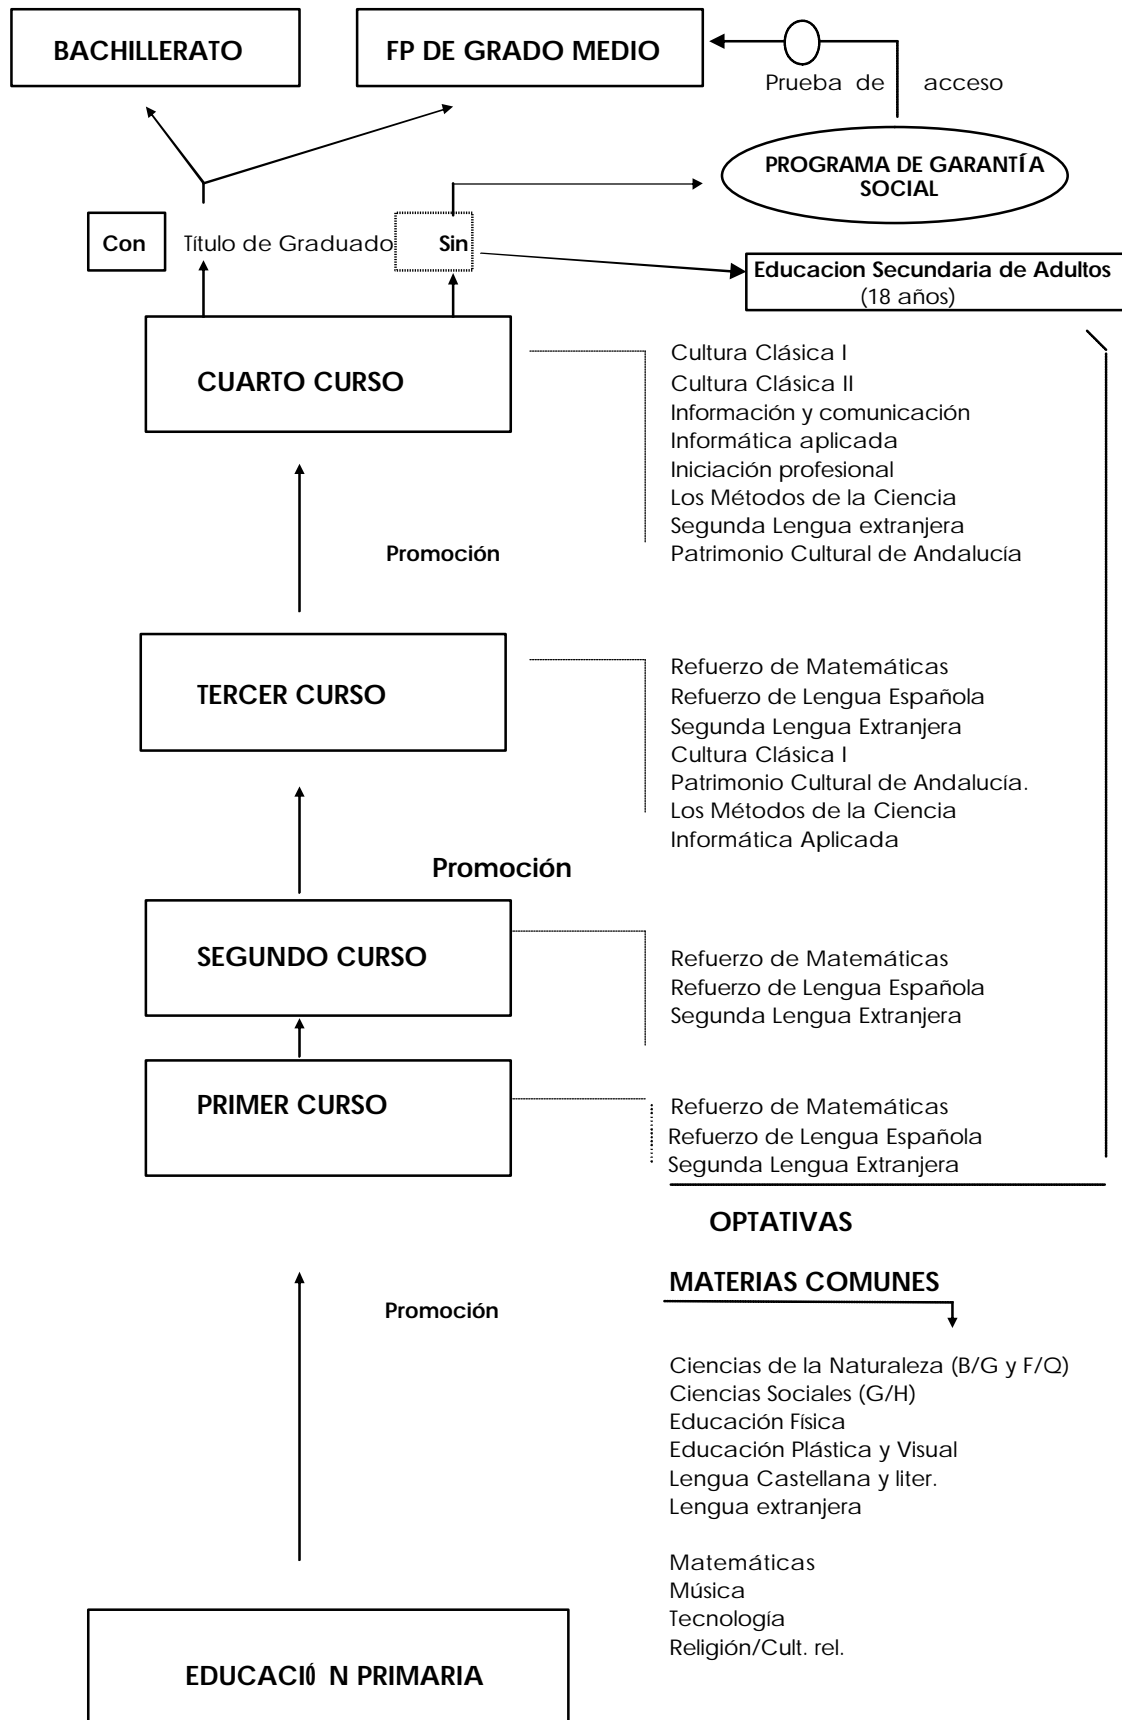 BACHILLERATO
FP DE GRADO MEDIO
Prueba de acceso
PROGRAMA DE GARANTÍA
SOCIAL
Con
Título de Graduado
Sin
Educacion Secundaria de Adultos
(18 años)
CUARTO CURSO
Cultura Clásica I
Cultura Clásica II
Información y comunicación
Informática aplicada
Iniciación profesional
Los Métodos de la Ciencia
Segunda Lengua extranjera
Patrimonio Cultural de Andalucía
Promoción
TERCER CURSO
Refuerzo de Matemáticas
Refuerzo de Lengua Española
Segunda Lengua Extranjera
Cultura Clásica I
Patrimonio Cultural de Andalucía.
Los Métodos de la Ciencia
Informática Aplicada
Promoción
SEGUNDO CURSO
Refuerzo de Matemáticas
Refuerzo de Lengua Española
Segunda Lengua Extranjera
PRIMER CURSO
Refuerzo de Matemáticas
Refuerzo de Lengua Española
Segunda Lengua Extranjera
OPTATIVAS
MATERIAS COMUNES
Promoción
Ciencias de la Naturaleza (B/G y F/Q)
Ciencias Sociales (G/H)
Educación Física
Educación Plástica y Visual
Lengua Castellana y liter.
Lengua extranjera
Matemáticas
Música
Tecnología
Religión/Cult. rel.
EDUCACIÓ N PRIMARIA